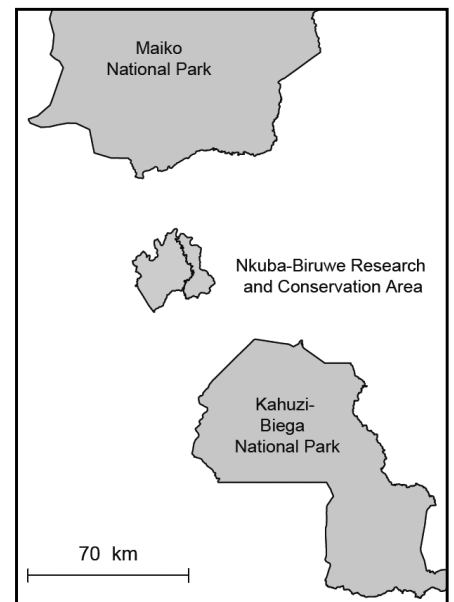 Maiko
National Park
Nkuba-Biruwe Research
and Conservation Area
Kahuzi-
Biega
National Park
70 km